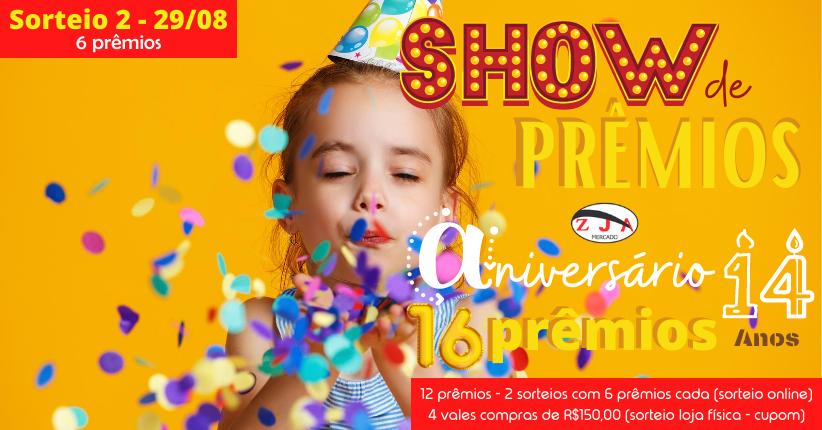 Sorteio 2 - 29/08
6 prêmios
SHOW de
PRÊMIOS
ZJA
MERCADO
aniversário 14
Anos
16 prêmios
12 prêmios - 2 sorteios com 6 prêmios cada (sorteio online)
4 vales compras de R$150,00 (sorteio loja física - cupom)